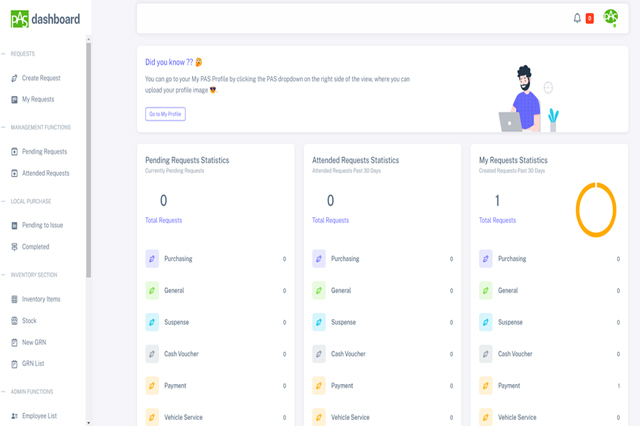 PAS dashboard
0
PAS
REQUESTS
Create Request
My Requests
MANAGEMENT FUNCTIONS
Pending Requests
Attended Requests
LOCAL PURCHASE
Pending to Issue
Completed
INVENTORY SECTION
Inventory Items
Stock
New GRN
GRN List
ADMIN FUNCTIONS
Employee List
Did you know ?? 🤔
You can go to your My PAS Profile by clicking the PAS dropdown on the right side of the view, where you can
upload your profile image 😎
Go to My Profile
Pending Requests Statistics
Currently Pending Requests
0
Total Requests
Purchasing 0
General 0
Suspense 0
Cash Voucher 0
Payment 0
Vehicle Service 0
Attended Requests Statistics
Attended Requests Past 30 Days
0
Total Requests
Purchasing 0
General 0
Suspense 0
Cash Voucher 0
Payment 0
Vehicle Service 0
My Requests Statistics
Created Requests Past 30 Days
1
Total Requests
Purchasing 0
General 0
Suspense 0
Cash Voucher 0
Payment 1
Vehicle Service 0